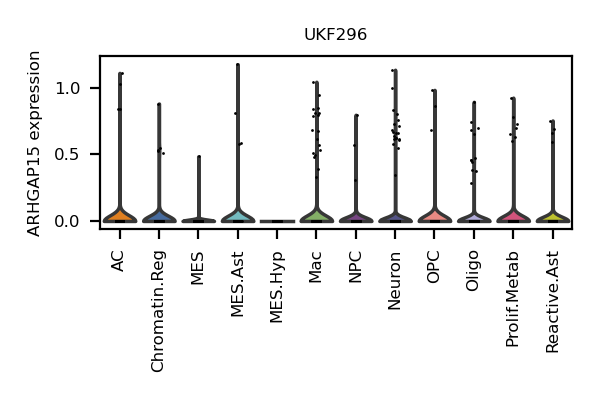 UKF296
ARHGAP15 expression
1.0
0.5
0.0
AC
Chromatin.Reg
MES
MES.Ast
MES.Hyp
Mac
NPC
Neuron
OPC
Oligo
Prolif.Metab
Reactive.Ast